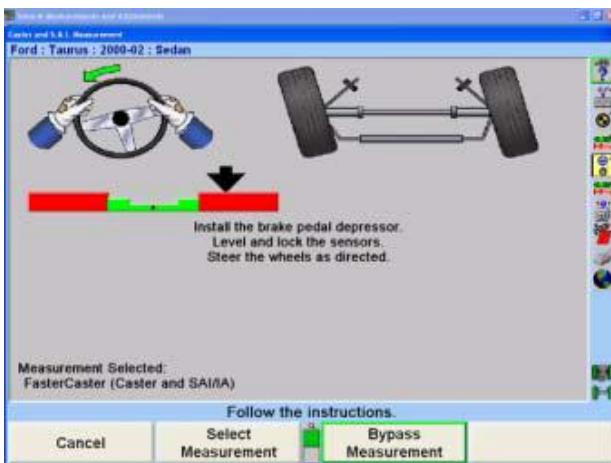 Caster and S.A.I. Measurement
Ford : Taurus : 2000-02 : Sedan
Install the brake pedal depressor.
Level and lock the sensors.
Steer the wheels as directed.
Measurement Selected:
FasterCaster (Caster and SAI/IA)
Follow the instructions.
Cancel
Select
Measurement
Bypass
Measurement